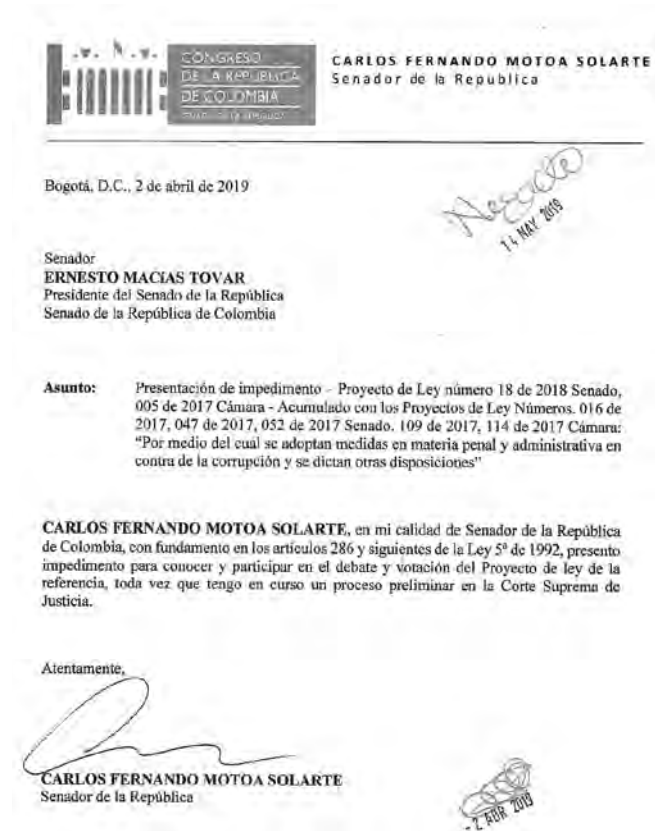 CONGRESO
DE LA REPÚBLICA
DE COLOMBIA
CARLOS FERNANDO MOTOA SOLARTE
Senador de la Republica
Bogotá, D.C., 2 de abril de 2019
Negado
14 MAY 2019
Senador
ERNESTO MACIAS TOVAR
Presidente del Senado de la República
Senado de la República de Colombia
Asunto: Presentación de impedimento – Proyecto de Ley número 18 de 2018 Senado,
005 de 2017 Cámara - Acumulado con los Proyectos de Ley Números. 016 de
2017, 047 de 2017, 052 de 2017 Senado. 109 de 2017, 114 de 2017 Cámara:
“Por medio del cual se adoptan medidas en materia penal y administrativa en
contra de la corrupción y se dictan otras disposiciones”
CARLOS FERNANDO MOTOA SOLARTE, en mi calidad de Senador de la República
de Colombia, con fundamento en los artículos 286 y siguientes de la Ley 5ª de 1992, presento
impedimento para conocer y participar en el debate y votación del Proyecto de ley de la
referencia, toda vez que tengo en curso un proceso preliminar en la Corte Suprema de
Justicia.
Atentamente,
CARLOS FERNANDO MOTOA SOLARTE
Senador de la República
- 2 ABR 2019